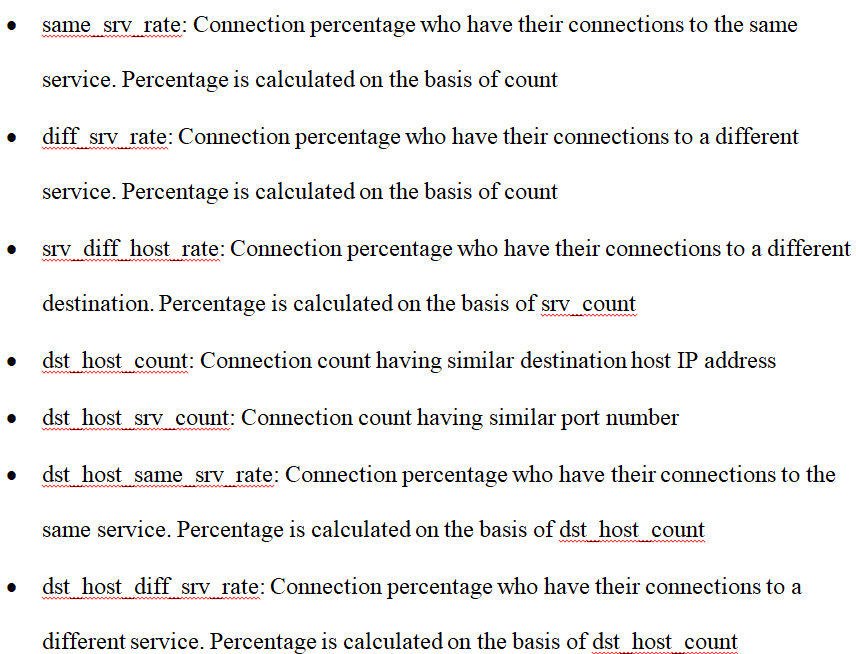 • same_srv_rate: Connection percentage who have their connections to the same
service. Percentage is calculated on the basis of count
• diff_srv_rate: Connection percentage who have their connections to a different
service. Percentage is calculated on the basis of count
• srv_diff_host_rate: Connection percentage who have their connections to a different
destination. Percentage is calculated on the basis of srv_count
• dst_host_count: Connection count having similar destination host IP address
• dst_host_srv_count: Connection count having similar port number
• dst_host_same_srv_rate: Connection percentage who have their connections to the
same service. Percentage is calculated on the basis of dst_host_count
• dst_host_diff_srv_rate: Connection percentage who have their connections to a
different service. Percentage is calculated on the basis of dst_host_count